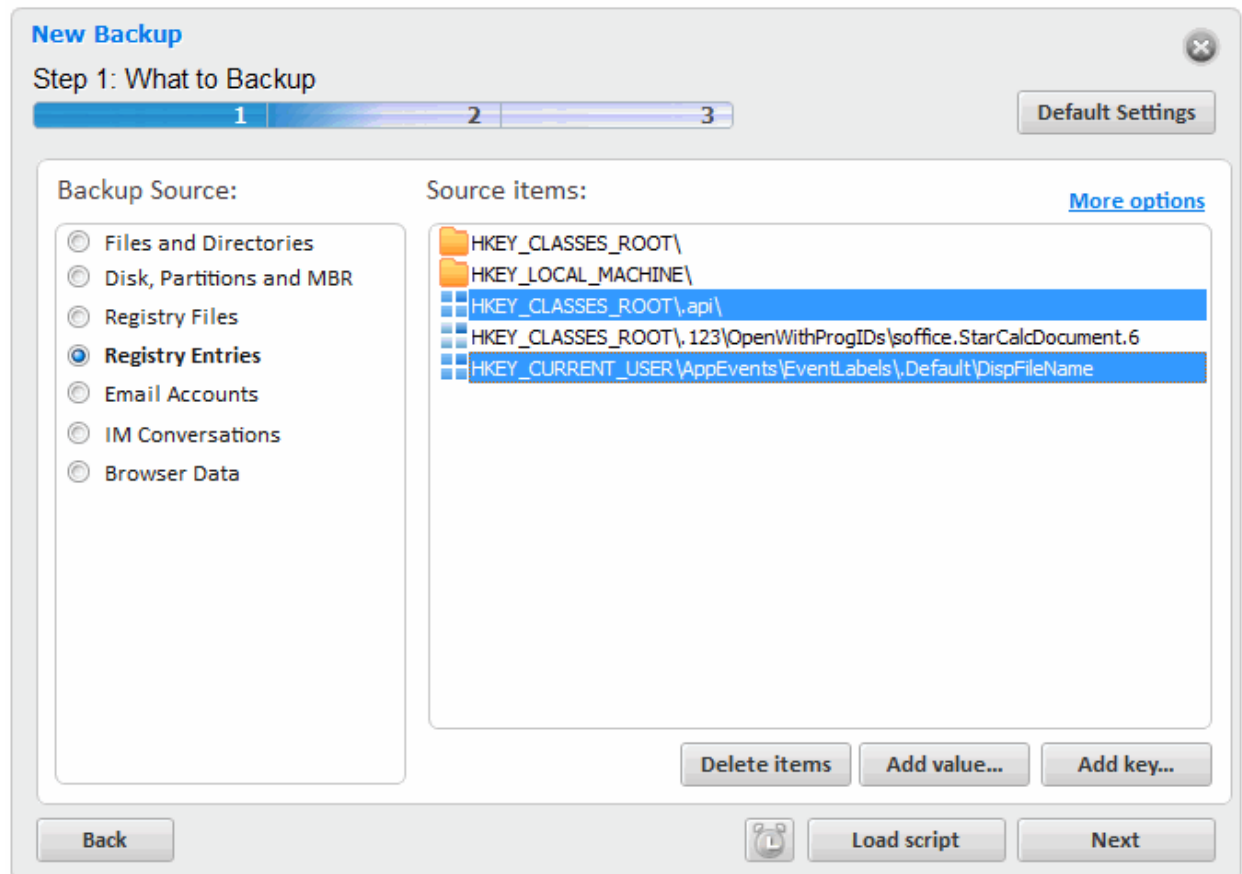 New Backup
Step 1: What to Backup
1 2 3
Default Settings
Backup Source:
Files and Directories
Disk, Partitions and MBR
Registry Files
Registry Entries
Email Accounts
IM Conversations
Browser Data
Source items:
More options
HKEY_CLASSES_ROOT\
HKEY_LOCAL_MACHINE\
HKEY_CLASSES_ROOT\.api\
HKEY_CLASSES_ROOT\.123\OpenWithProgIDs\soffice.StarCalcDocument.6
HKEY_CURRENT_USER\AppEvents\EventLabels\.Default\DispFileName
Delete items
Add value...
Add key...
Back
Load script
Next